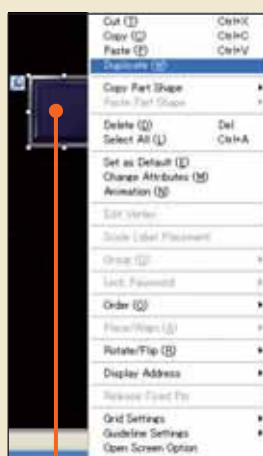 Cut (T) Ctrl+X
Copy (C) Ctrl+C
Paste (P) Ctrl+V
Duplicate (W)
Copy Part Shape
Paste Part Shape
Delete (D) Del
Select All (L) Ctrl+A
Set as Default (E)
Change Attributes (M)
Animation (N)
Edit Vertex
Scale Label Placement
Group (G)
Lock Password
Order (O)
Place/Align (A)
Rotate/Flip (R)
Display Address
Release Fixed Pin
Grid Settings
Guideline Settings
Open Screen Option